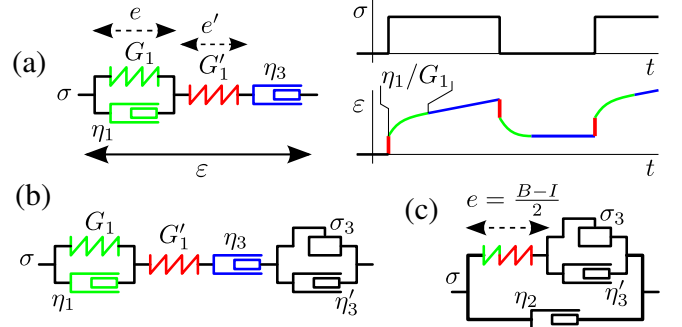 (a)
e
e′
G₁
G′₁
η₃
σ
η₁
ε
σ
t
η₁/G₁
ε
t
(b)
G₁
G′₁
η₃
σ₃
σ
η₁
η′₃
(c)
e = B−I/2
σ₃
σ
η′₃
η₂